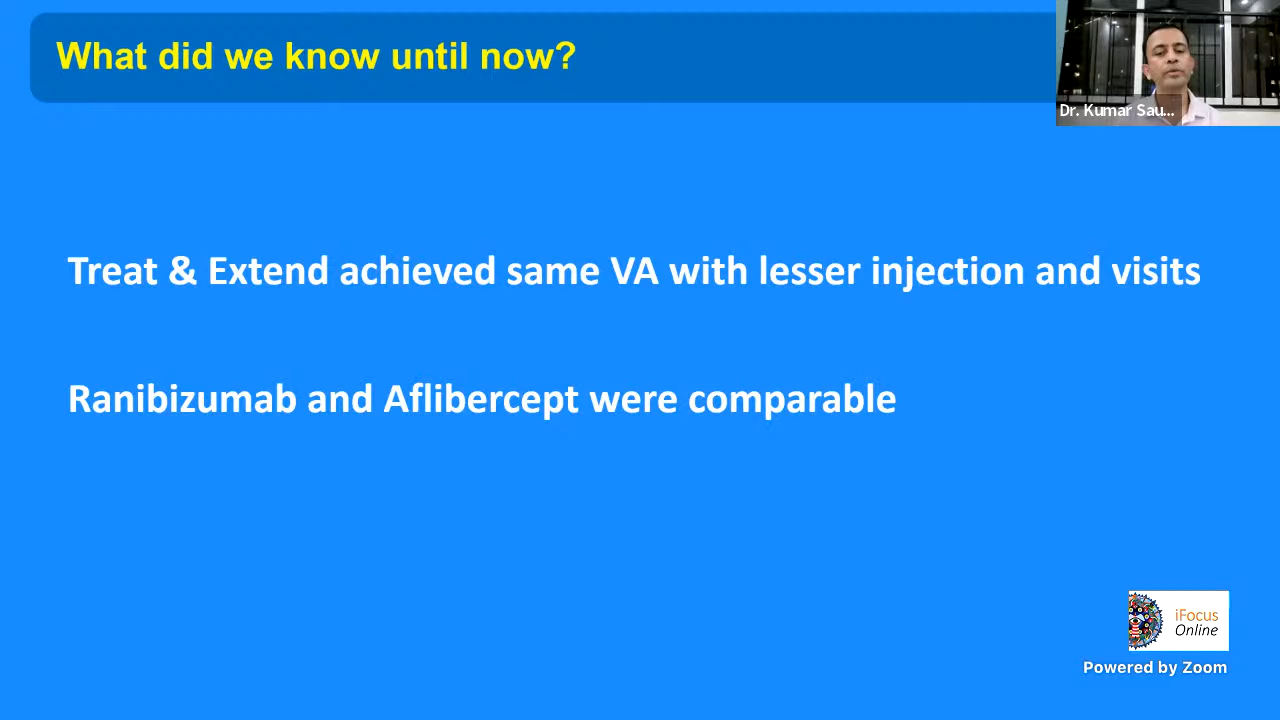 What did we know until now?
Dr. Kumar Sau...
Treat & Extend achieved same VA with lesser injection and visits
Ranibizumab and Aflibercept were comparable
iFocus
Online
Powered by Zoom